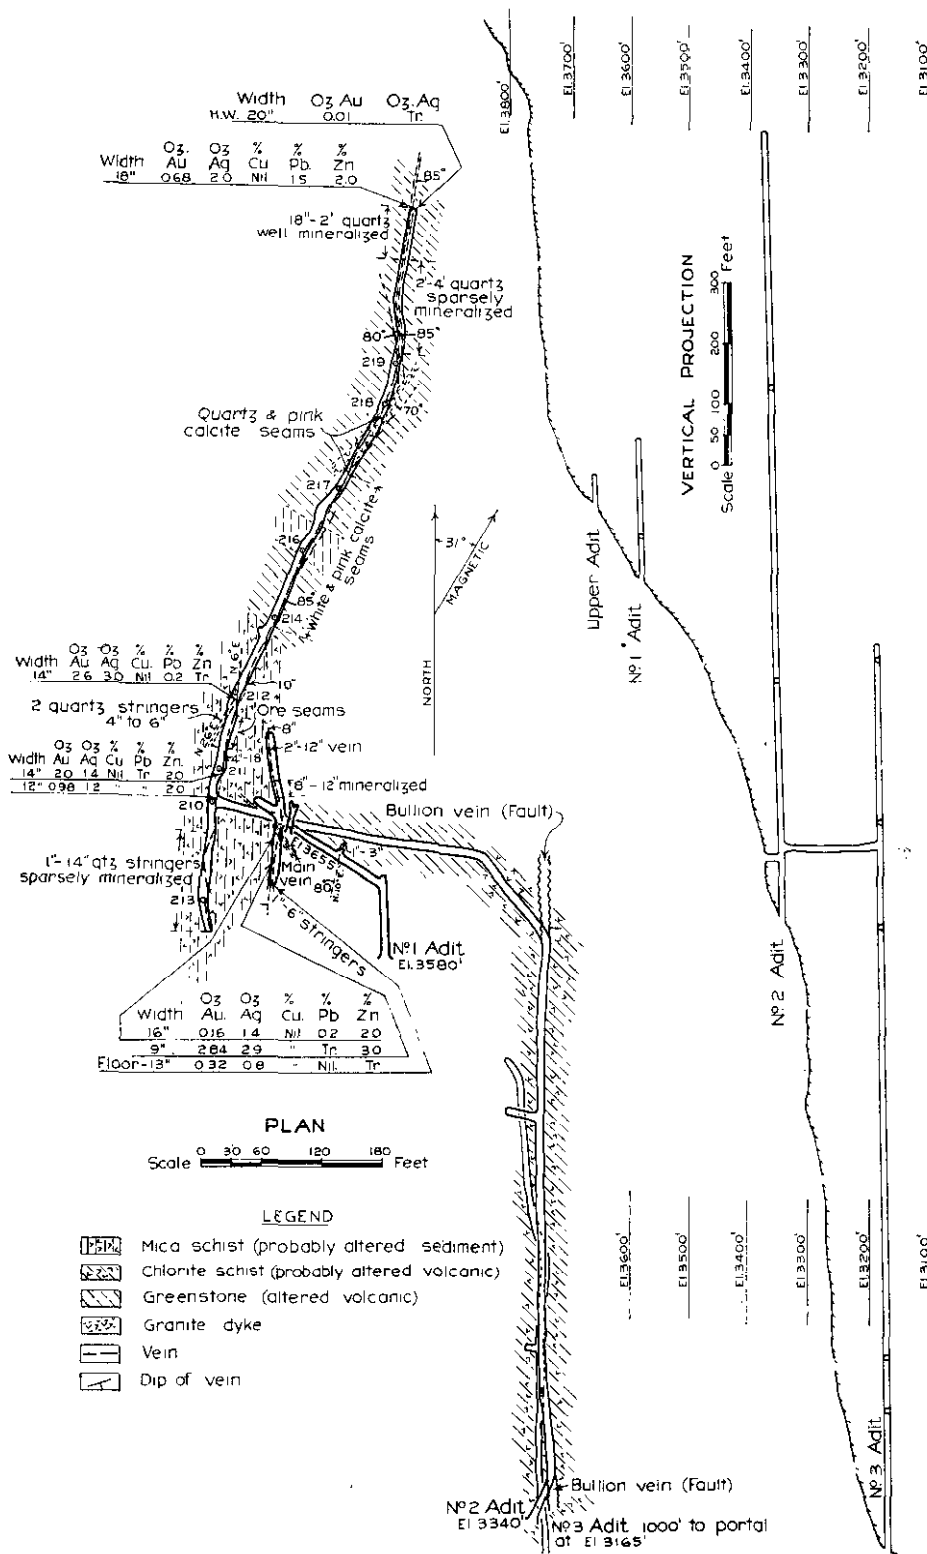 Width Oz Au Oz. Ag
H.W. 20" 0.01 Tr.
Oz. Oz % % %
Width Au Ag Cu Pb. Zn
18" 0.68 2.0 Nil 1.5 2.0
85°
18"-2' quartz
well mineralized
2'-4' quartz
sparsely
mineralized
80°
85°
219
218
70°
Quartz & pink
calcite seams
217
White & pink calcite
seams
216
85°
214
Oz Oz % % %
Width Au Ag Cu. Pb Zn
14" 2.6 3.0 Nil 0.2 Tr.
N6°E
10"
212
2 quartz stringers
4" to 6"
Ore seams
8"
2"-12" vein
Oz Oz % % %
Width Au Ag Cu Pb Zn.
14" 2.0 1.4 Nil Tr 2.0
12" 0.98 1.2 " " 2.0
211
8"-12" mineralized
210
1"-3"
1"-14" qtz stringers
sparsely mineralized
Main
vein
80°
213
1"-6" stringers
No 1 Adit
El. 3580'
Oz Oz % % %
Width Au. Ag Cu. Pb Zn
16" 0.16 1.4 Nil 0.2 2.0
9" 2.84 2.9 " Tr. 3.0
Floor-13" 0.32 0.8 - Nil. Tr
NORTH
31°
MAGNETIC
Bullion vein (Fault)
PLAN
Scale 0 30 60 120 180 Feet
LEGEND
Mica schist (probably altered sediment)
Chlorite schist (probably altered volcanic)
Greenstone (altered volcanic)
Granite dyke
Vein
Dip of vein
Bullion vein (Fault)
No 2 Adit
El 3340'
No 3 Adit 1000' to portal
at El 3165'
El. 3800'
El. 3700'
El. 3600'
El. 3500'
El. 3400'
El. 3300'
El. 3200'
El. 3100'
VERTICAL PROJECTION
Scale 0 50 100 200 300 Feet
Upper Adit
No 1 Adit
No 2 Adit
No 3 Adit
El. 3600'
El. 3500'
El. 3400'
El. 3300'
El. 3200'
El. 3100'